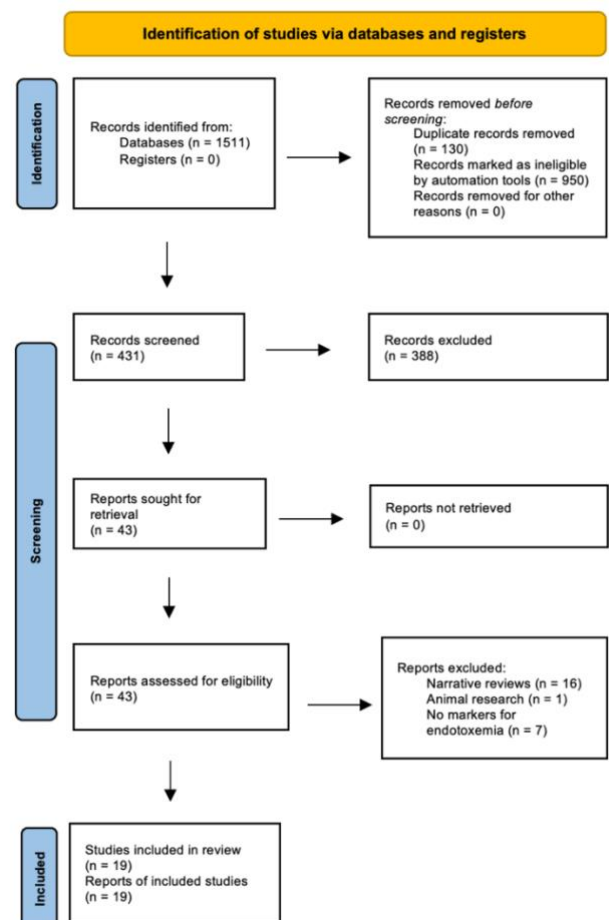 Identification of studies via databases and registers
Identification
Records identified from:
Databases (n = 1511)
Registers (n = 0)
Records removed before
screening:
Duplicate records removed
(n = 130)
Records marked as ineligible
by automation tools (n = 950)
Records removed for other
reasons (n = 0)
Screening
Records screened
(n = 431)
Records excluded
(n = 388)
Reports sought for
retrieval
(n = 43)
Reports not retrieved
(n = 0)
Reports assessed for eligibility
(n = 43)
Reports excluded:
Narrative reviews (n = 16)
Animal research (n = 1)
No markers for
endotoxemia (n = 7)
Included
Studies included in review
(n = 19)
Reports of included studies
(n = 19)